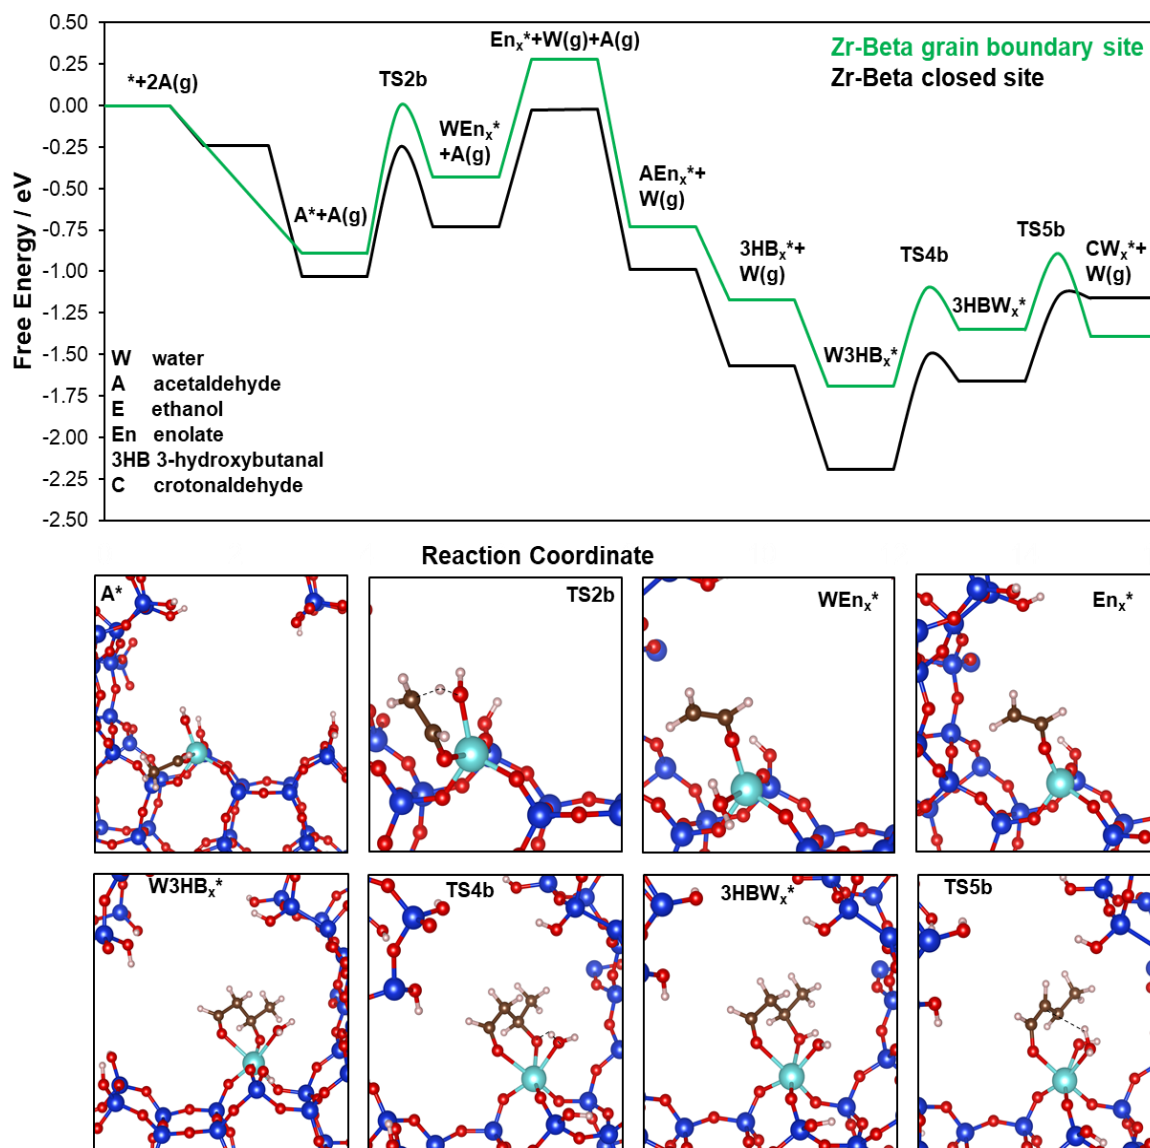 Zr-Beta grain boundary site
Zr-Beta closed site
Free Energy / eV
0.50
0.25
0.00
-0.25
-0.50
-0.75
-1.00
-1.25
-1.50
-1.75
-2.00
-2.25
-2.50
*+2A(g)
A*+A(g)
TS2b
WEnₓ*
+A(g)
Enₓ*+W(g)+A(g)
AEnₓ*+
W(g)
3HBₓ*+
W(g)
W3HBₓ*
TS4b
3HBWₓ*
TS5b
CWₓ*+
W(g)
W water
A acetaldehyde
E ethanol
En enolate
3HB 3-hydroxybutanal
C crotonaldehyde
Reaction Coordinate
A*
TS2b
WEnₓ*
Enₓ*
W3HBₓ*
TS4b
3HBWₓ*
TS5b